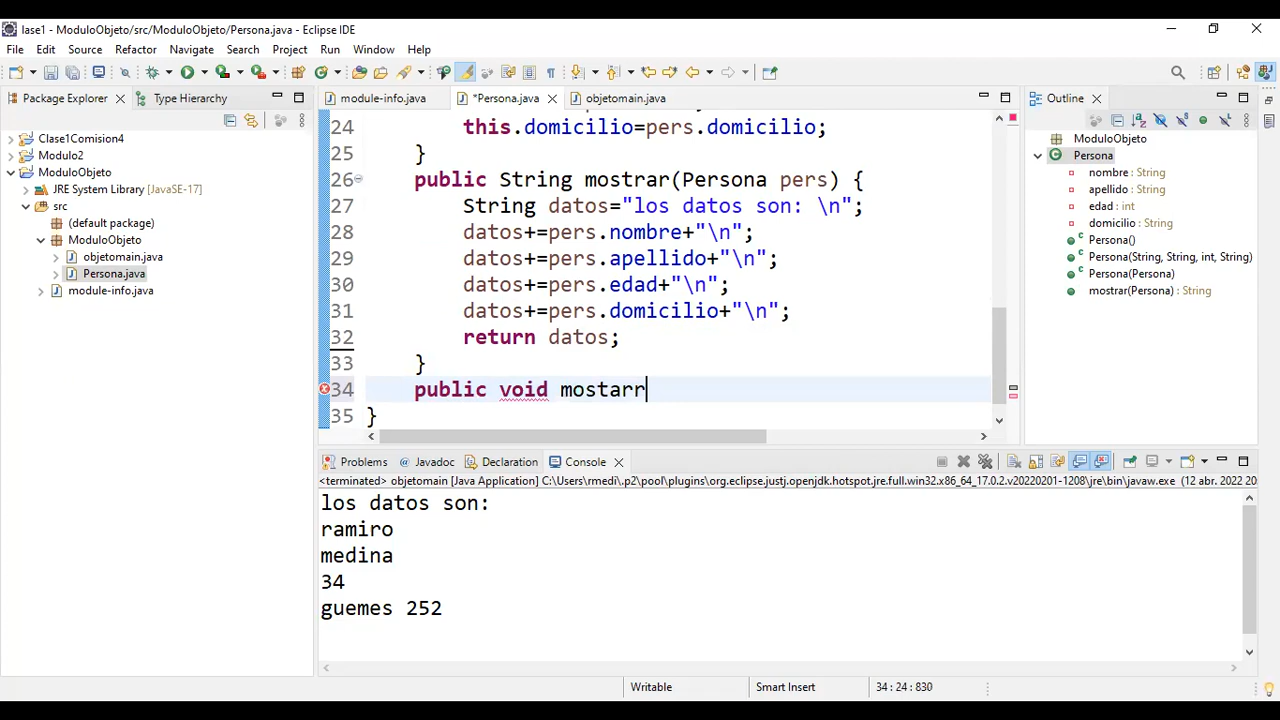 lase1 - ModuloObjeto/src/ModuloObjeto/Persona.java - Eclipse IDE
File Edit Source Refactor Navigate Search Project Run Window Help
Package Explorer Type Hierarchy
Clase1Comision4
Modulo2
ModuloObjeto
JRE System Library [JavaSE-17]
src
(default package)
ModuloObjeto
objetomain.java
Persona.java
module-info.java
module-info.java *Persona.java objetomain.java
24 this.domicilio=pers.domicilio;
25 }
26 public String mostrar(Persona pers) {
27 String datos="los datos son: \n";
28 datos+=pers.nombre+"\n";
29 datos+=pers.apellido+"\n";
30 datos+=pers.edad+"\n";
31 datos+=pers.domicilio+"\n";
32 return datos;
33 }
34 public void mostarr
35 }
Outline
ModuloObjeto
Persona
nombre : String
apellido : String
edad : int
domicilio : String
Persona()
Persona(String, String, int, String)
Persona(Persona)
mostrar(Persona) : String
Problems Javadoc Declaration Console
<terminated> objetomain [Java Application] C:\Users\rmedi\.p2\pool\plugins\org.eclipse.justj.openjdk.hotspot.jre.full.win32.x86_64_17.0.2.v20220201-1208\jre\bin\javaw.exe (12 abr. 2022 20
los datos son:
ramiro
medina
34
guemes 252
Writable Smart Insert 34 : 24 : 830